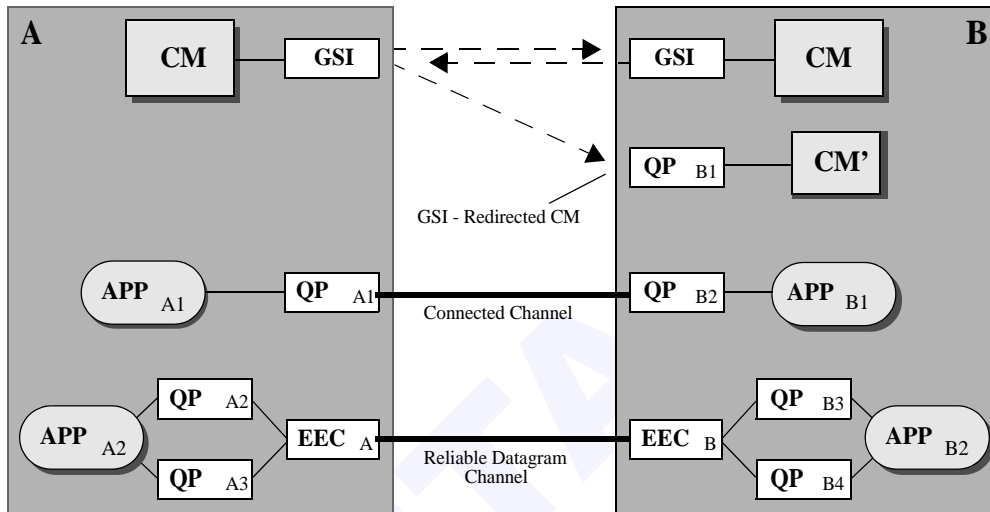 A
B
CM
GSI
GSI
CM
QP B1
CM'
GSI - Redirected CM
APP A1
QP A1
QP B2
APP B1
Connected Channel
QP A2
QP B3
APP A2
EEC A
EEC B
APP B2
Reliable Datagram
Channel
QP A3
QP B4